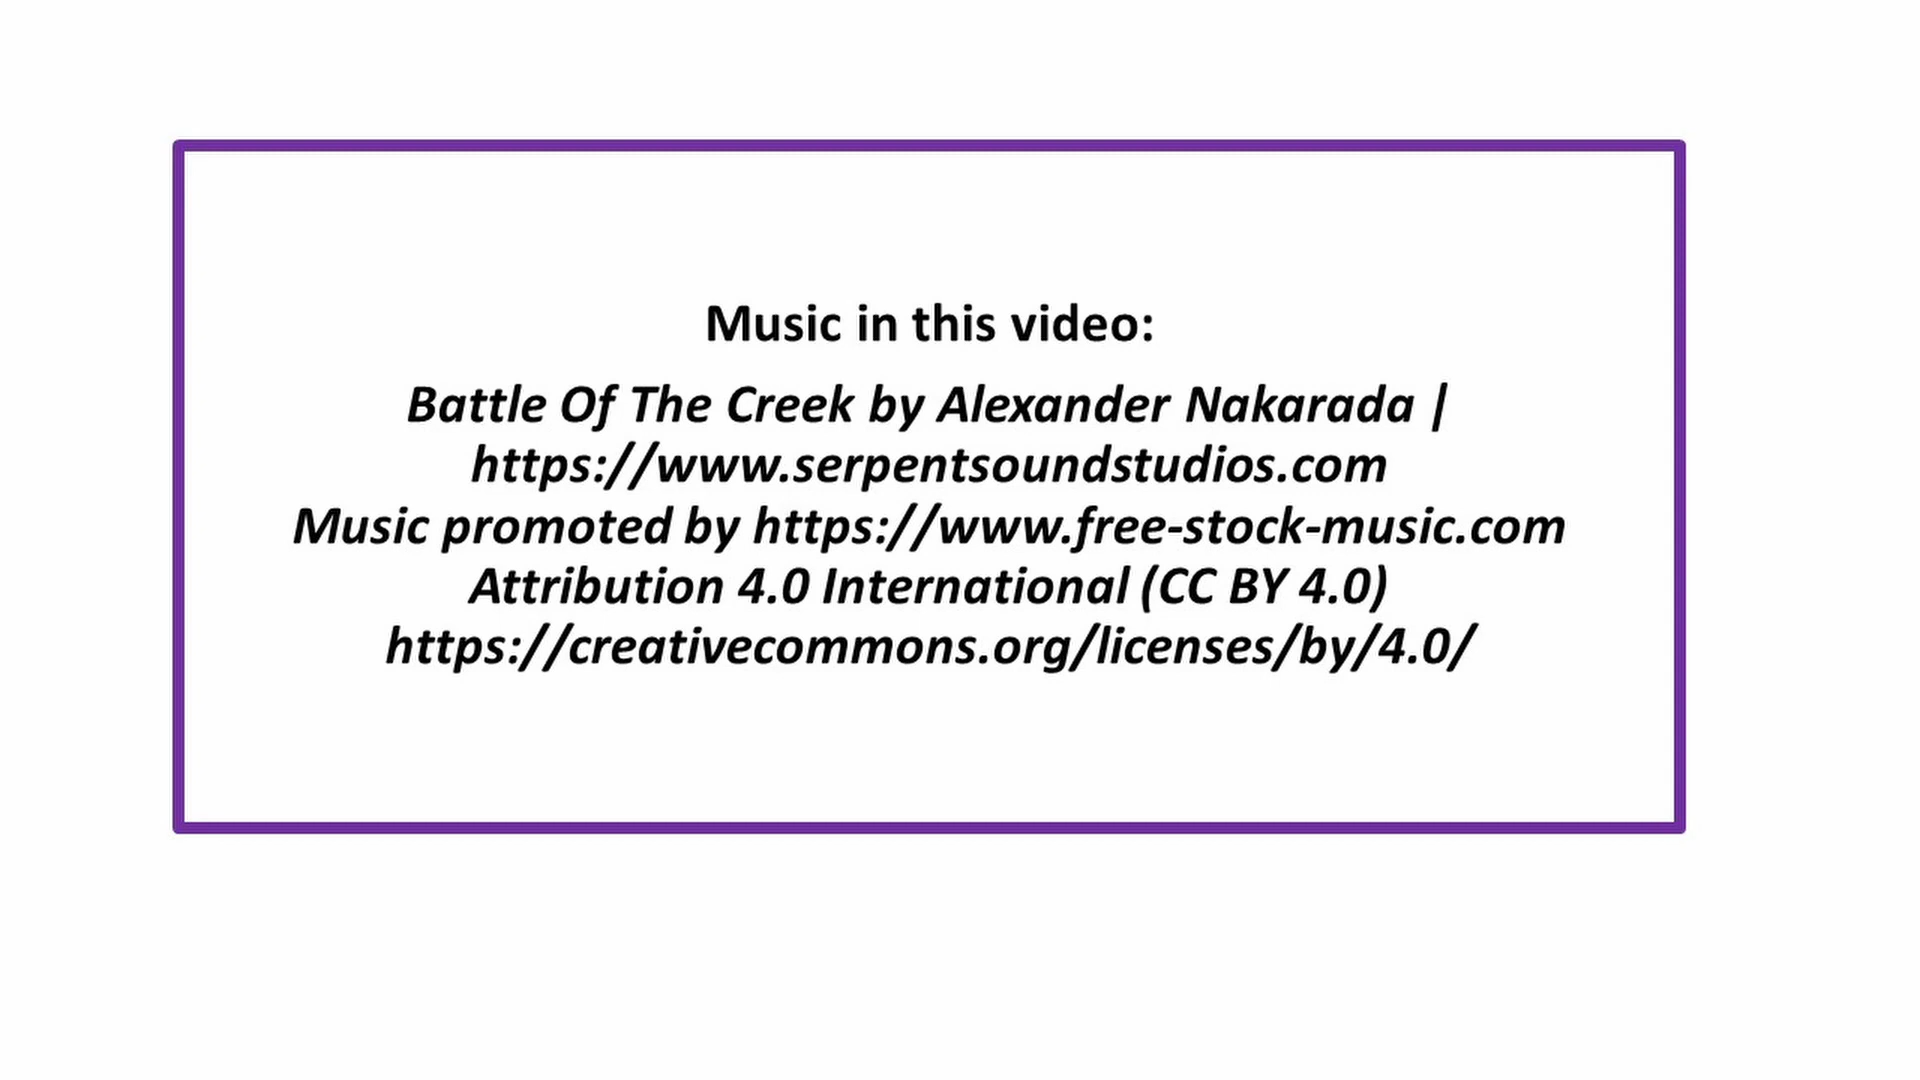 Music in this video:
Battle Of The Creek by Alexander Nakarada |
https://www.serpentsoundstudios.com
Music promoted by https://www.free-stock-music.com
Attribution 4.0 International (CC BY 4.0)
https://creativecommons.org/licenses/by/4.0/